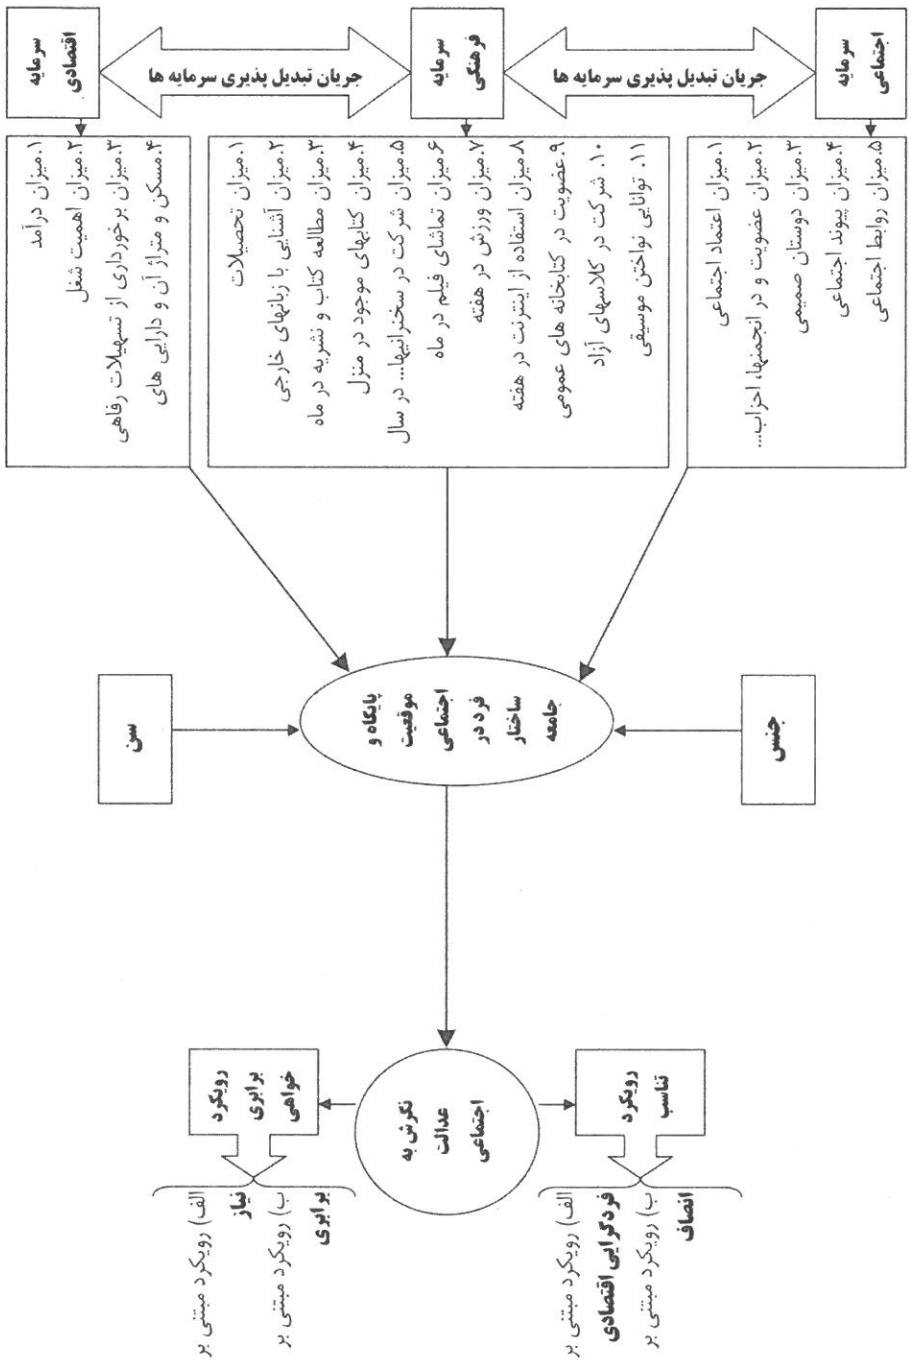 سرمایه
اقتصادی
جریان تبدیل پذیری سرمایه ها
سرمایه
فرهنگی
جریان تبدیل پذیری سرمایه ها
سرمایه
اجتماعی
۱.میزان درآمد
۲.میزان اهمیت شغل
۳.میزان برخورداری از تسهیلات رفاهی
۴.مسکن و متراژ آن و دارایی های
۱.میزان تحصیلات
۲.میزان آشنایی با زبانهای خارجی
۳.میزان مطالعه کتاب و نشریه در ماه
۴.میزان کتابهای موجود در منزل
۵.میزان شرکت در سخنرانیها... در سال
۶.میزان تماشای فیلم در ماه
۷.میزان ورزش در هفته
۸.میزان استفاده از اینترنت در هفته
۹.عضویت در کتابخانه های عمومی
۱۰. شرکت در کلاسهای آزاد
۱۱. توانایی نواختن موسیقی
۱.میزان اعتماد اجتماعی
۲.میزان عضویت و در انجمنها، احزاب...
۳.میزان دوستان صمیمی
۴.میزان پیوند اجتماعی
۵.میزان روابط اجتماعی
سن
پایگاه و
موقعیت
اجتماعی
فرد در
ساختار
جامعه
جنس
رویکرد
برابری
خواهی
نگرش به
عدالت
اجتماعی
رویکرد
تناسب
الف) رویکرد مبتنی بر
نیاز
ب) رویکرد مبتنی بر
برابری
الف) رویکرد مبتنی بر
فردگرایی اقتصادی
ب) رویکرد مبتنی بر
انصاف